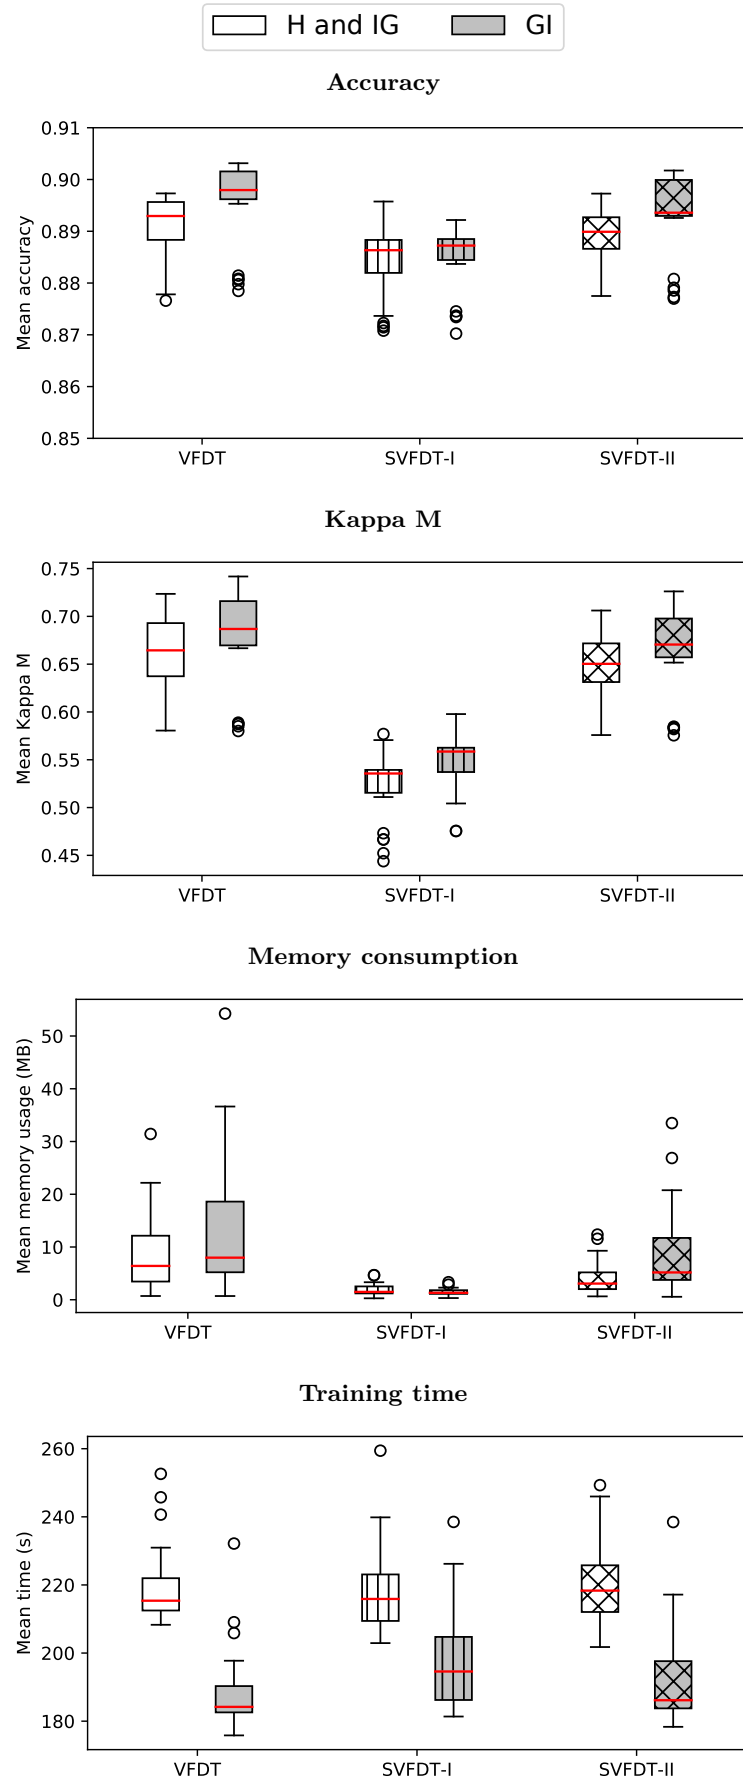 H and IG GI
Accuracy
0.91
0.90
0.89
0.88
0.87
0.86
0.85
Mean accuracy
VFDT SVFDT-I SVFDT-II
Kappa M
0.75
0.70
0.65
0.60
0.55
0.50
0.45
Mean Kappa M
VFDT SVFDT-I SVFDT-II
Memory consumption
50
40
30
20
10
0
Mean memory usage (MB)
VFDT SVFDT-I SVFDT-II
Training time
260
240
220
200
180
Mean time (s)
VFDT SVFDT-I SVFDT-II